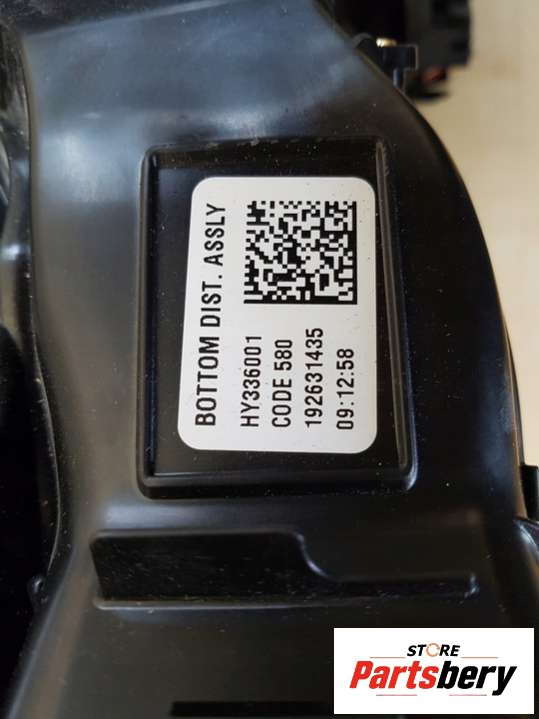 BOTTOM DIST. ASSLY
HY336001
CODE 580
192631435
09:12:58
STORE
Partsbery